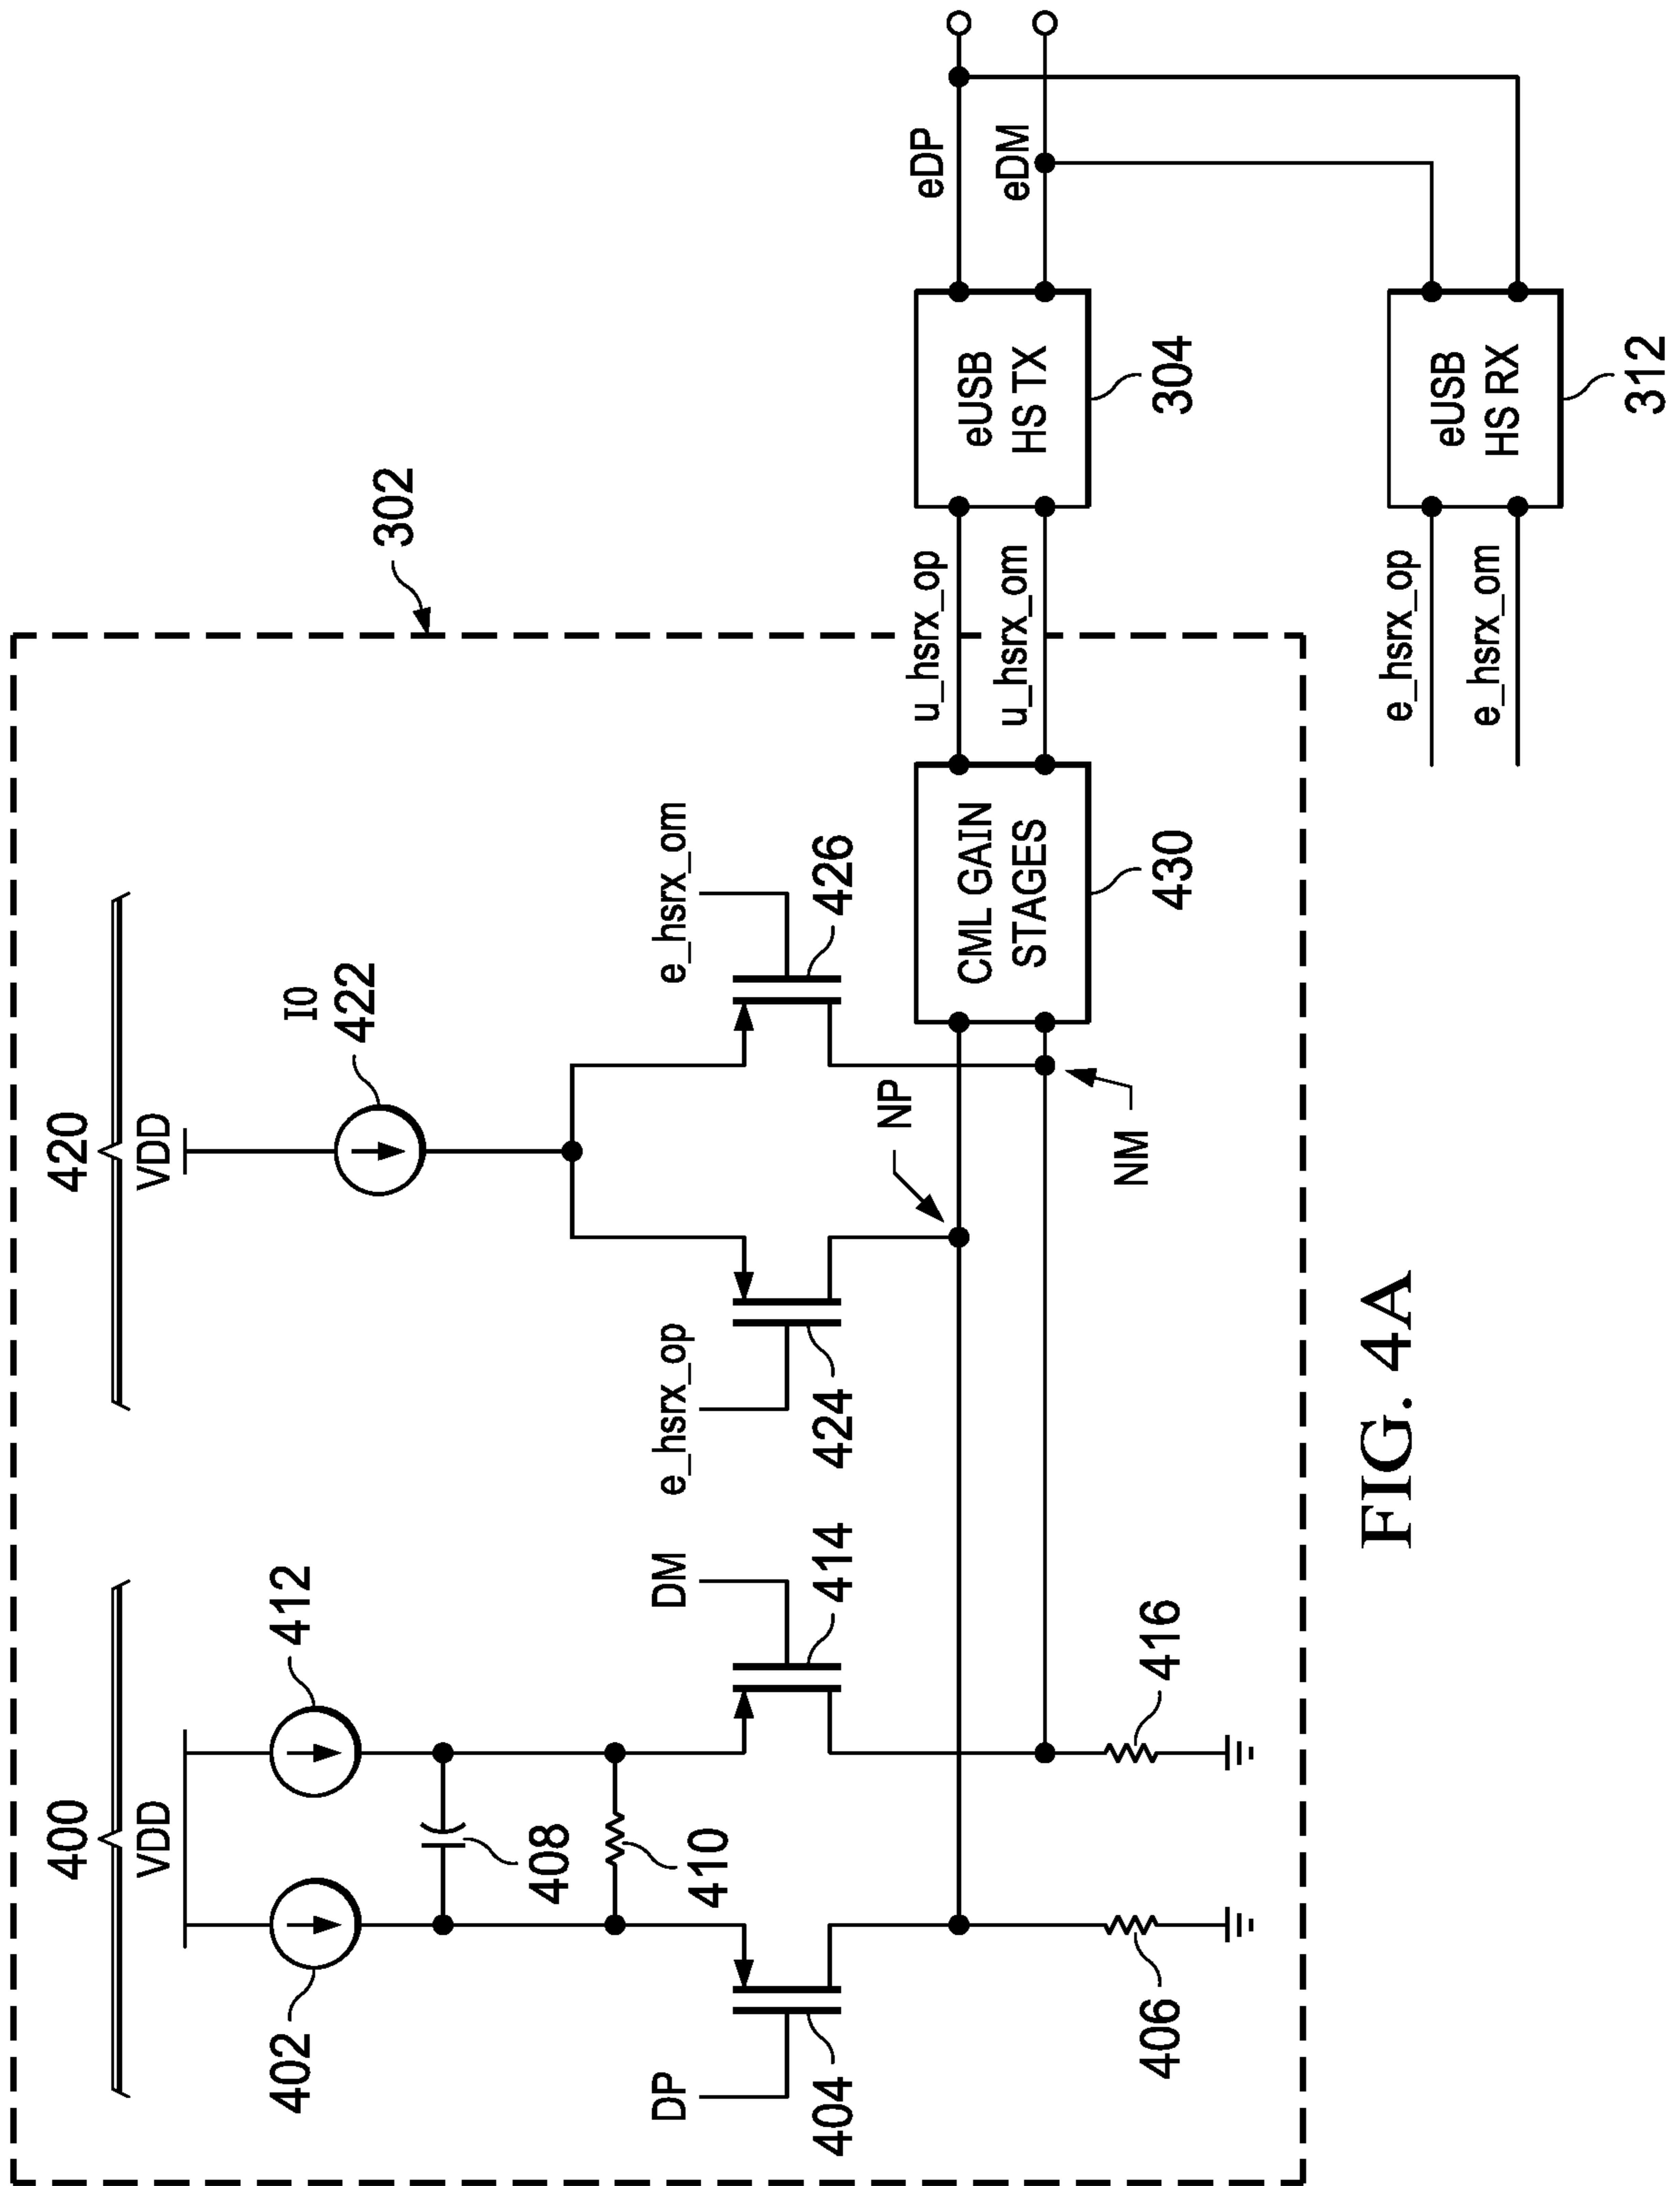 302
400
VDD
402
412
408
410
DP
404
DM
414
406
416
420
VDD
I0
422
e_hsrx_op
424
e_hsrx_om
426
NP
NM
CML GAIN
STAGES
430
u_hsrx_op
u_hsrx_om
eUSB
HS TX
304
eDP
eDM
e_hsrx_op
e_hsrx_om
eUSB
HS RX
312
FIG. 4A